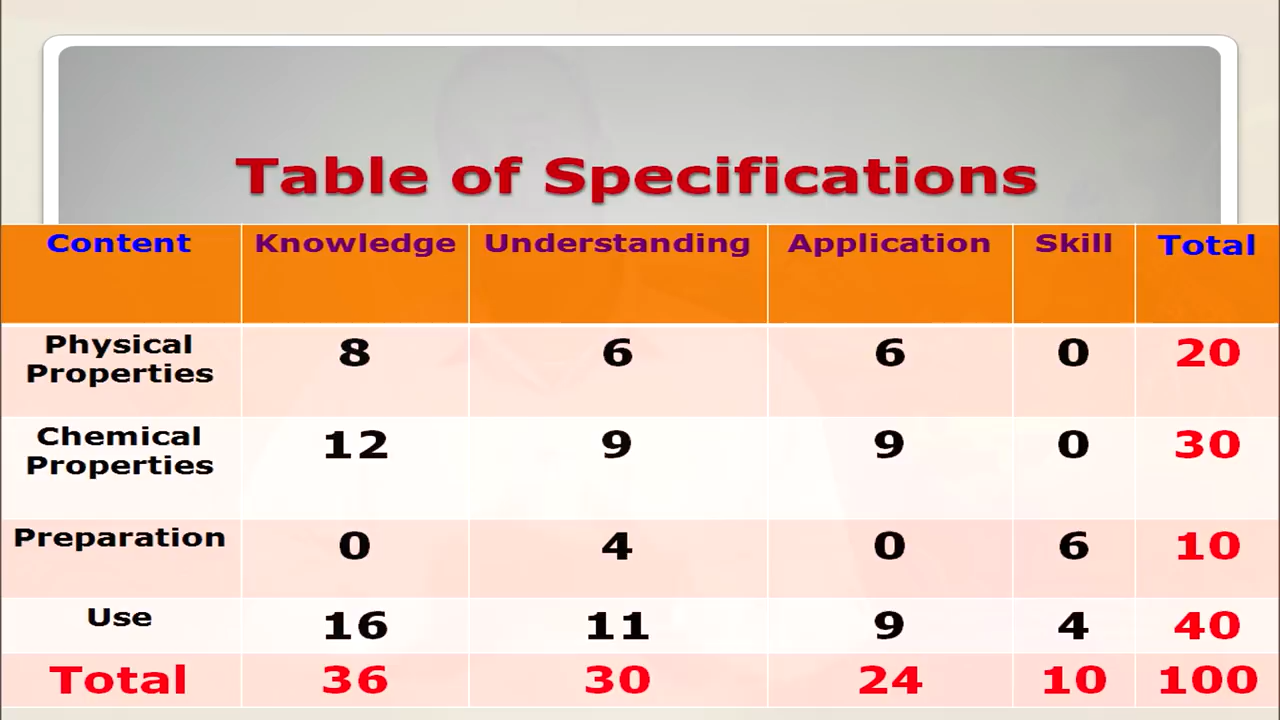 Table of Specifications
Content Knowledge Understanding Application Skill Total
Physical
Properties 8 6 6 0 20
Chemical
Properties 12 9 9 0 30
Preparation 0 4 0 6 10
Use 16 11 9 4 40
Total 36 30 24 10 100